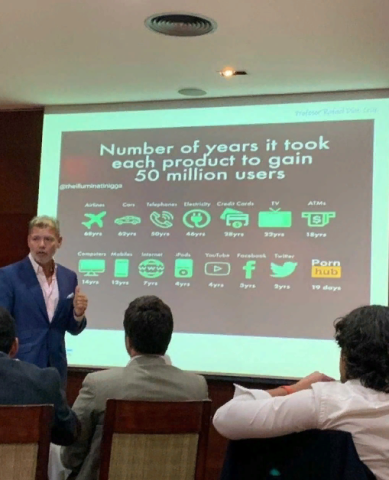 Number of years it took
each product to gain
50 million users
@theilluminatiniggs
Airlines Cars Telephones Electricity Credit Cards TV ATMs
68yrs 62yrs 50yrs 46yrs 28yrs 22yrs 18yrs
Computers Mobiles Internet iPods YouTube Facebook Twitter Porn
hub
14yrs 12yrs 7yrs 4yrs 4yrs 3yrs 2yrs 19 days